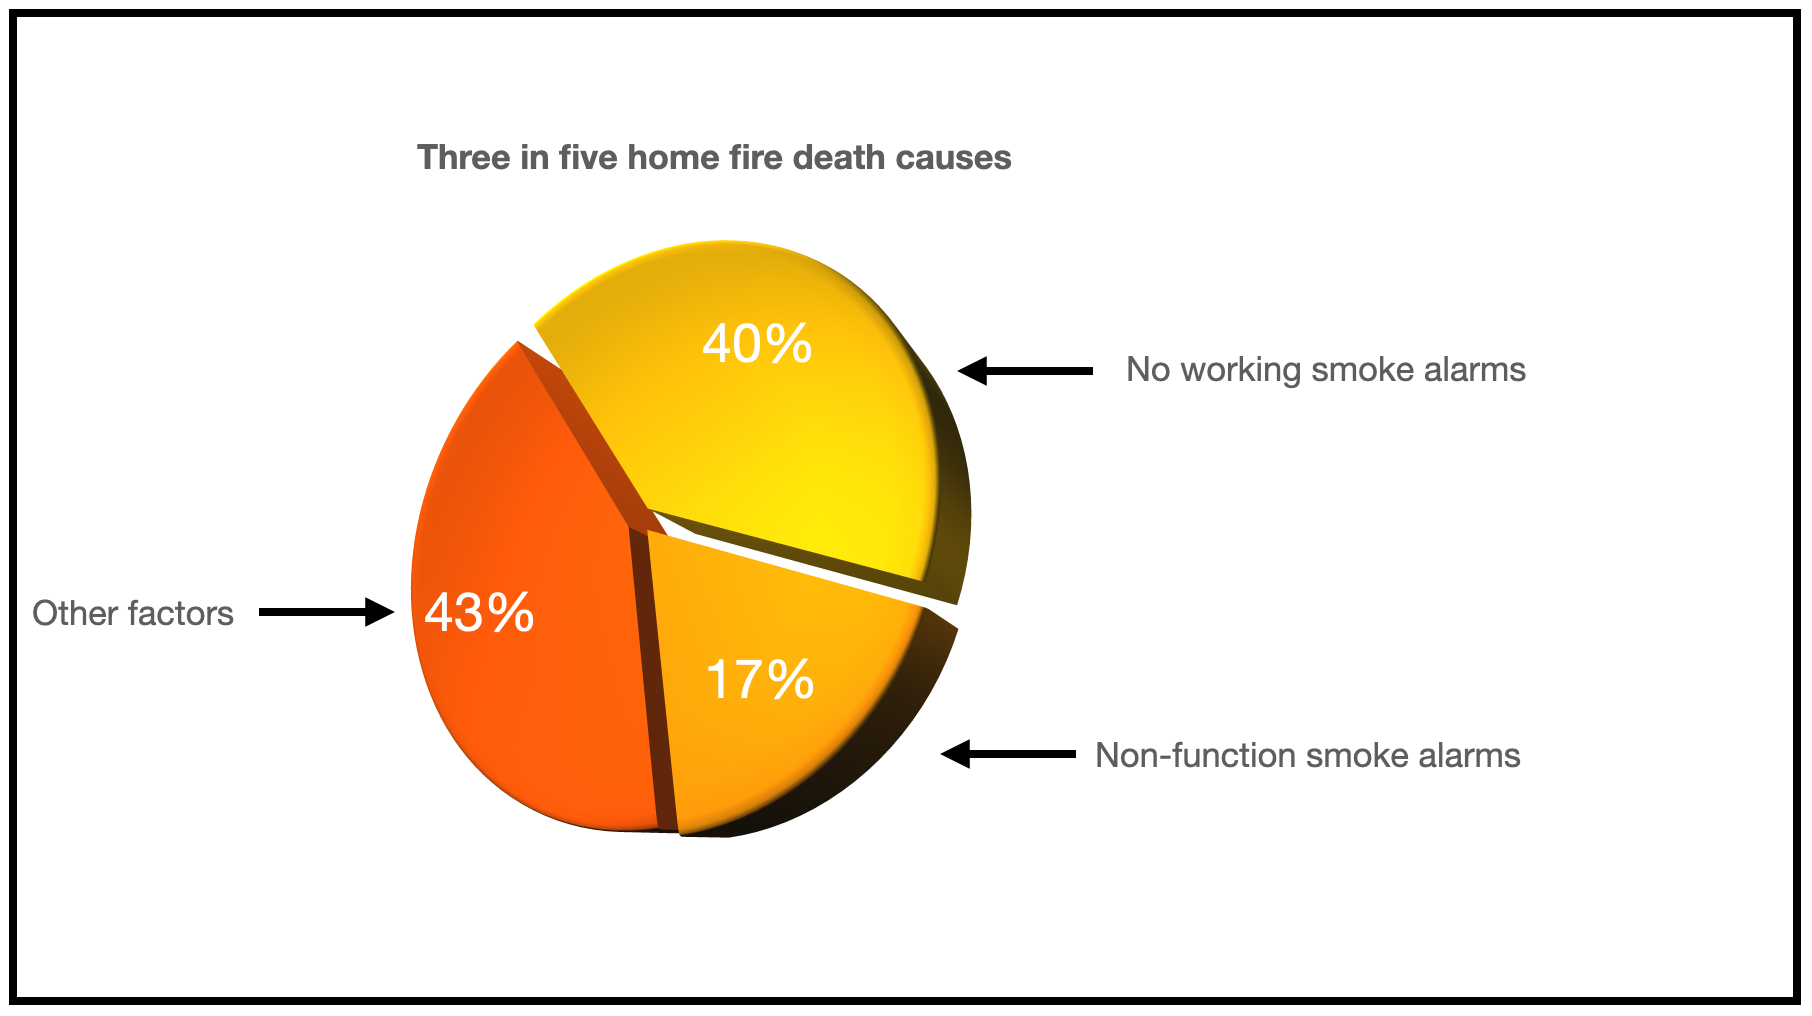 Three in five home fire death causes
40%
No working smoke alarms
Other factors
43%
17%
Non-function smoke alarms